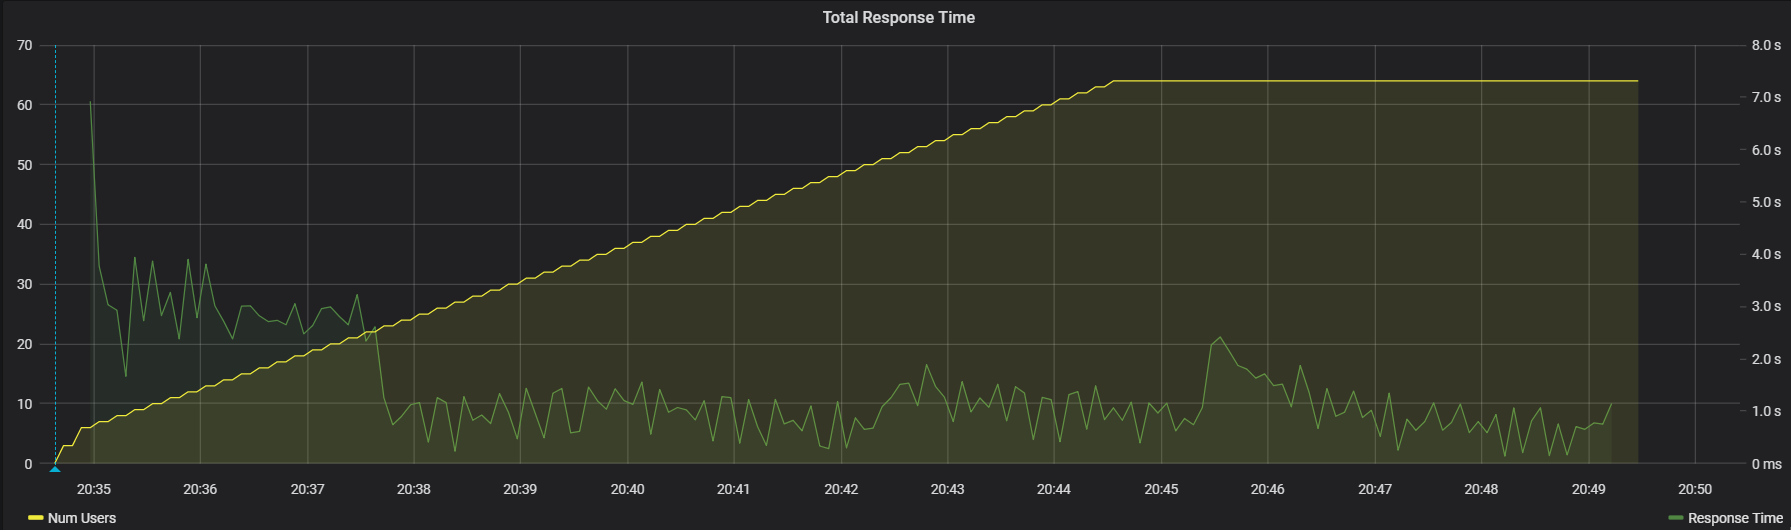 Total Response Time
70 8.0 s
60 7.0 s
50 6.0 s
40 5.0 s
30 4.0 s
20 3.0 s
10 2.0 s
0 1.0 s
0 ms
20:35 20:36 20:37 20:38 20:39 20:40 20:41 20:42 20:43 20:44 20:45 20:46 20:47 20:48 20:49 20:50
Num Users Response Time